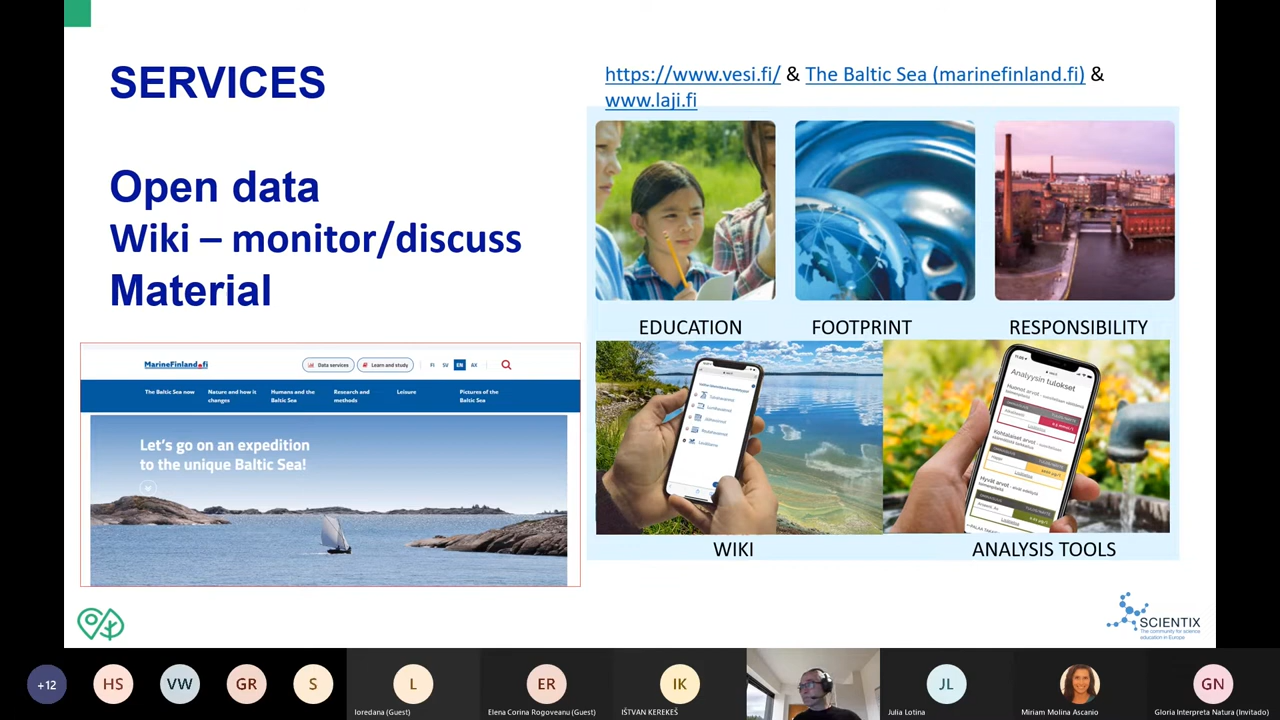 SERVICES
Open data
Wiki – monitor/discuss
Material
https://www.vesi.fi/ & The Baltic Sea (marinefinland.fi) &
www.laji.fi
EDUCATION
FOOTPRINT
RESPONSIBILITY
MarineFinland.fi
Data services
Learn and study
FI
SV
EN
AX
The Baltic Sea now
Nature and how it
changes
Humans and the
Baltic Sea
Research and
methods
Leisure
Pictures of the
Baltic Sea
Let's go on an expedition
to the unique Baltic Sea!
Analyysin tulokset
WIKI
ANALYSIS TOOLS
SCIENTIX
The community for science
education in Europe
+12
HS
VW
GR
S
L
loredana (Guest)
ER
Elena Corina Rogoveanu (Guest)
IK
IŠTVAN KEREKEŠ
JL
Julia Lotina
Miriam Molina Ascanio
GN
Gloria Interpreta Natura (Invitado)